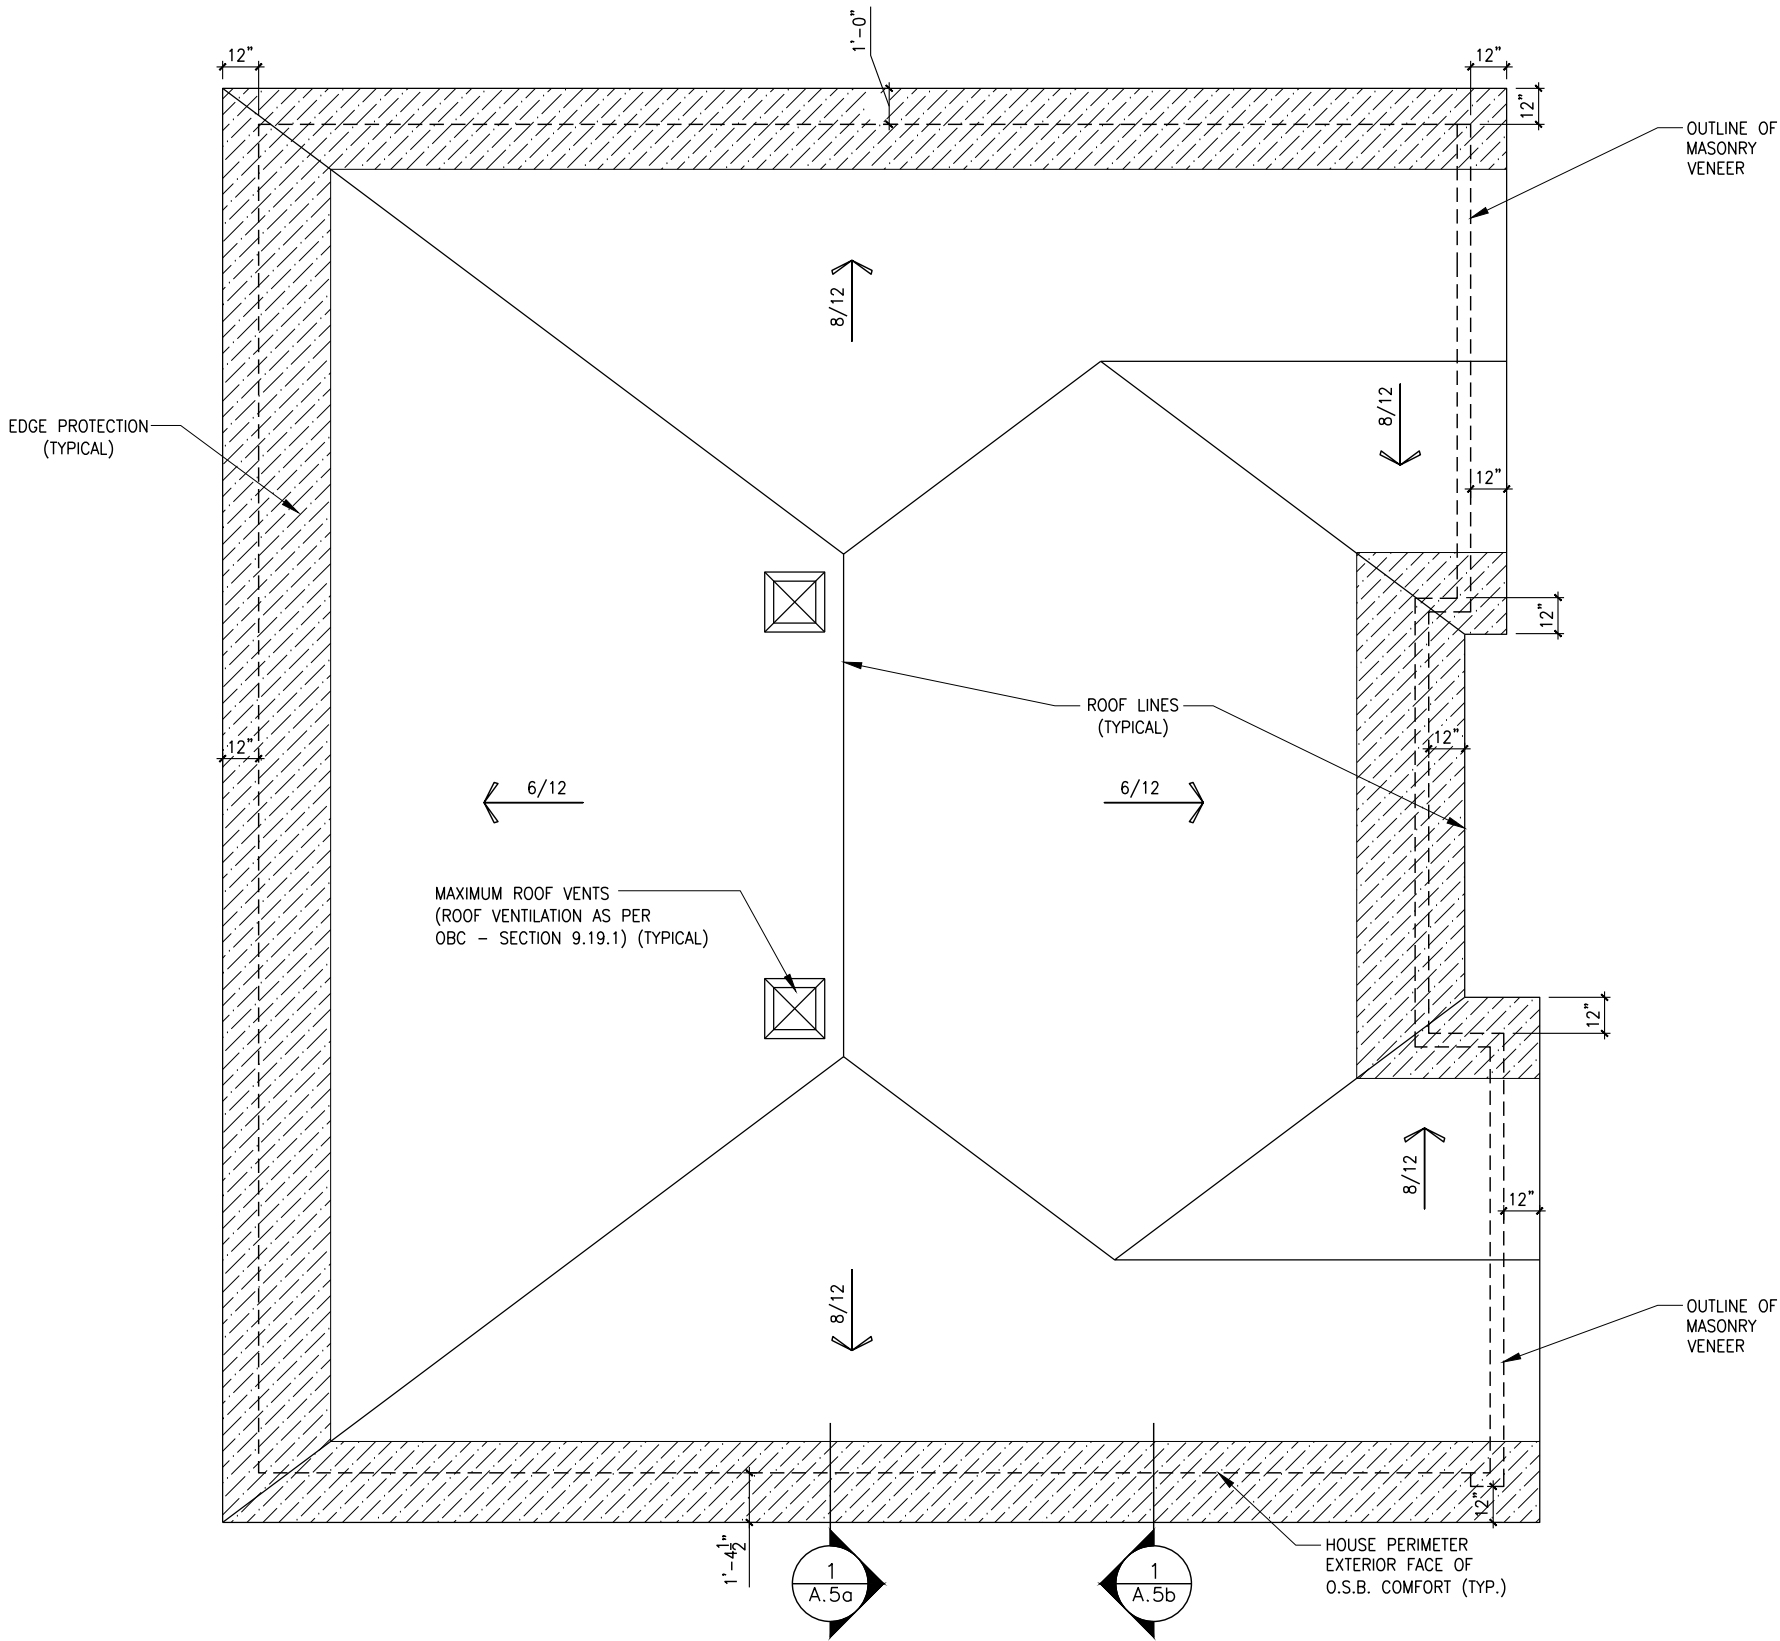 1'-0"
12"
12"
12"
OUTLINE OF
MASONRY
VENEER
8/12
8/12
EDGE PROTECTION
(TYPICAL)
12"
12"
ROOF LINES
(TYPICAL)
12"
12"
6/12
6/12
MAXIMUM ROOF VENTS
(ROOF VENTILATION AS PER
OBC - SECTION 9.19.1) (TYPICAL)
12"
8/12
12"
8/12
OUTLINE OF
MASONRY
VENEER
12"
1'-4 1/2"
HOUSE PERIMETER
EXTERIOR FACE OF
O.S.B. COMFORT (TYP.)
1
A.5a
1
A.5b